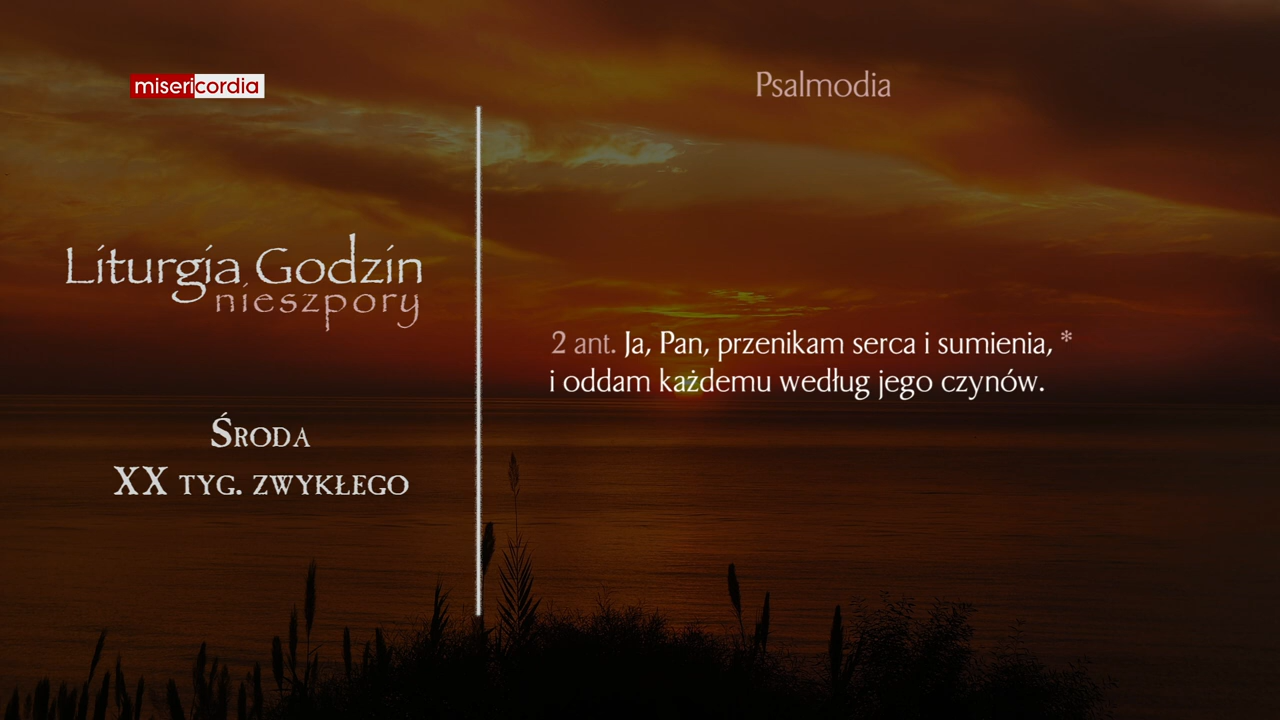 misericordia
Psalmodia
Liturgia Godzin
nieszpory
2 ant. Ja, Pan, przenikam serca i sumienia, *
i oddam każdemu według jego czynów.
Środa
XX tyg. zwykłego